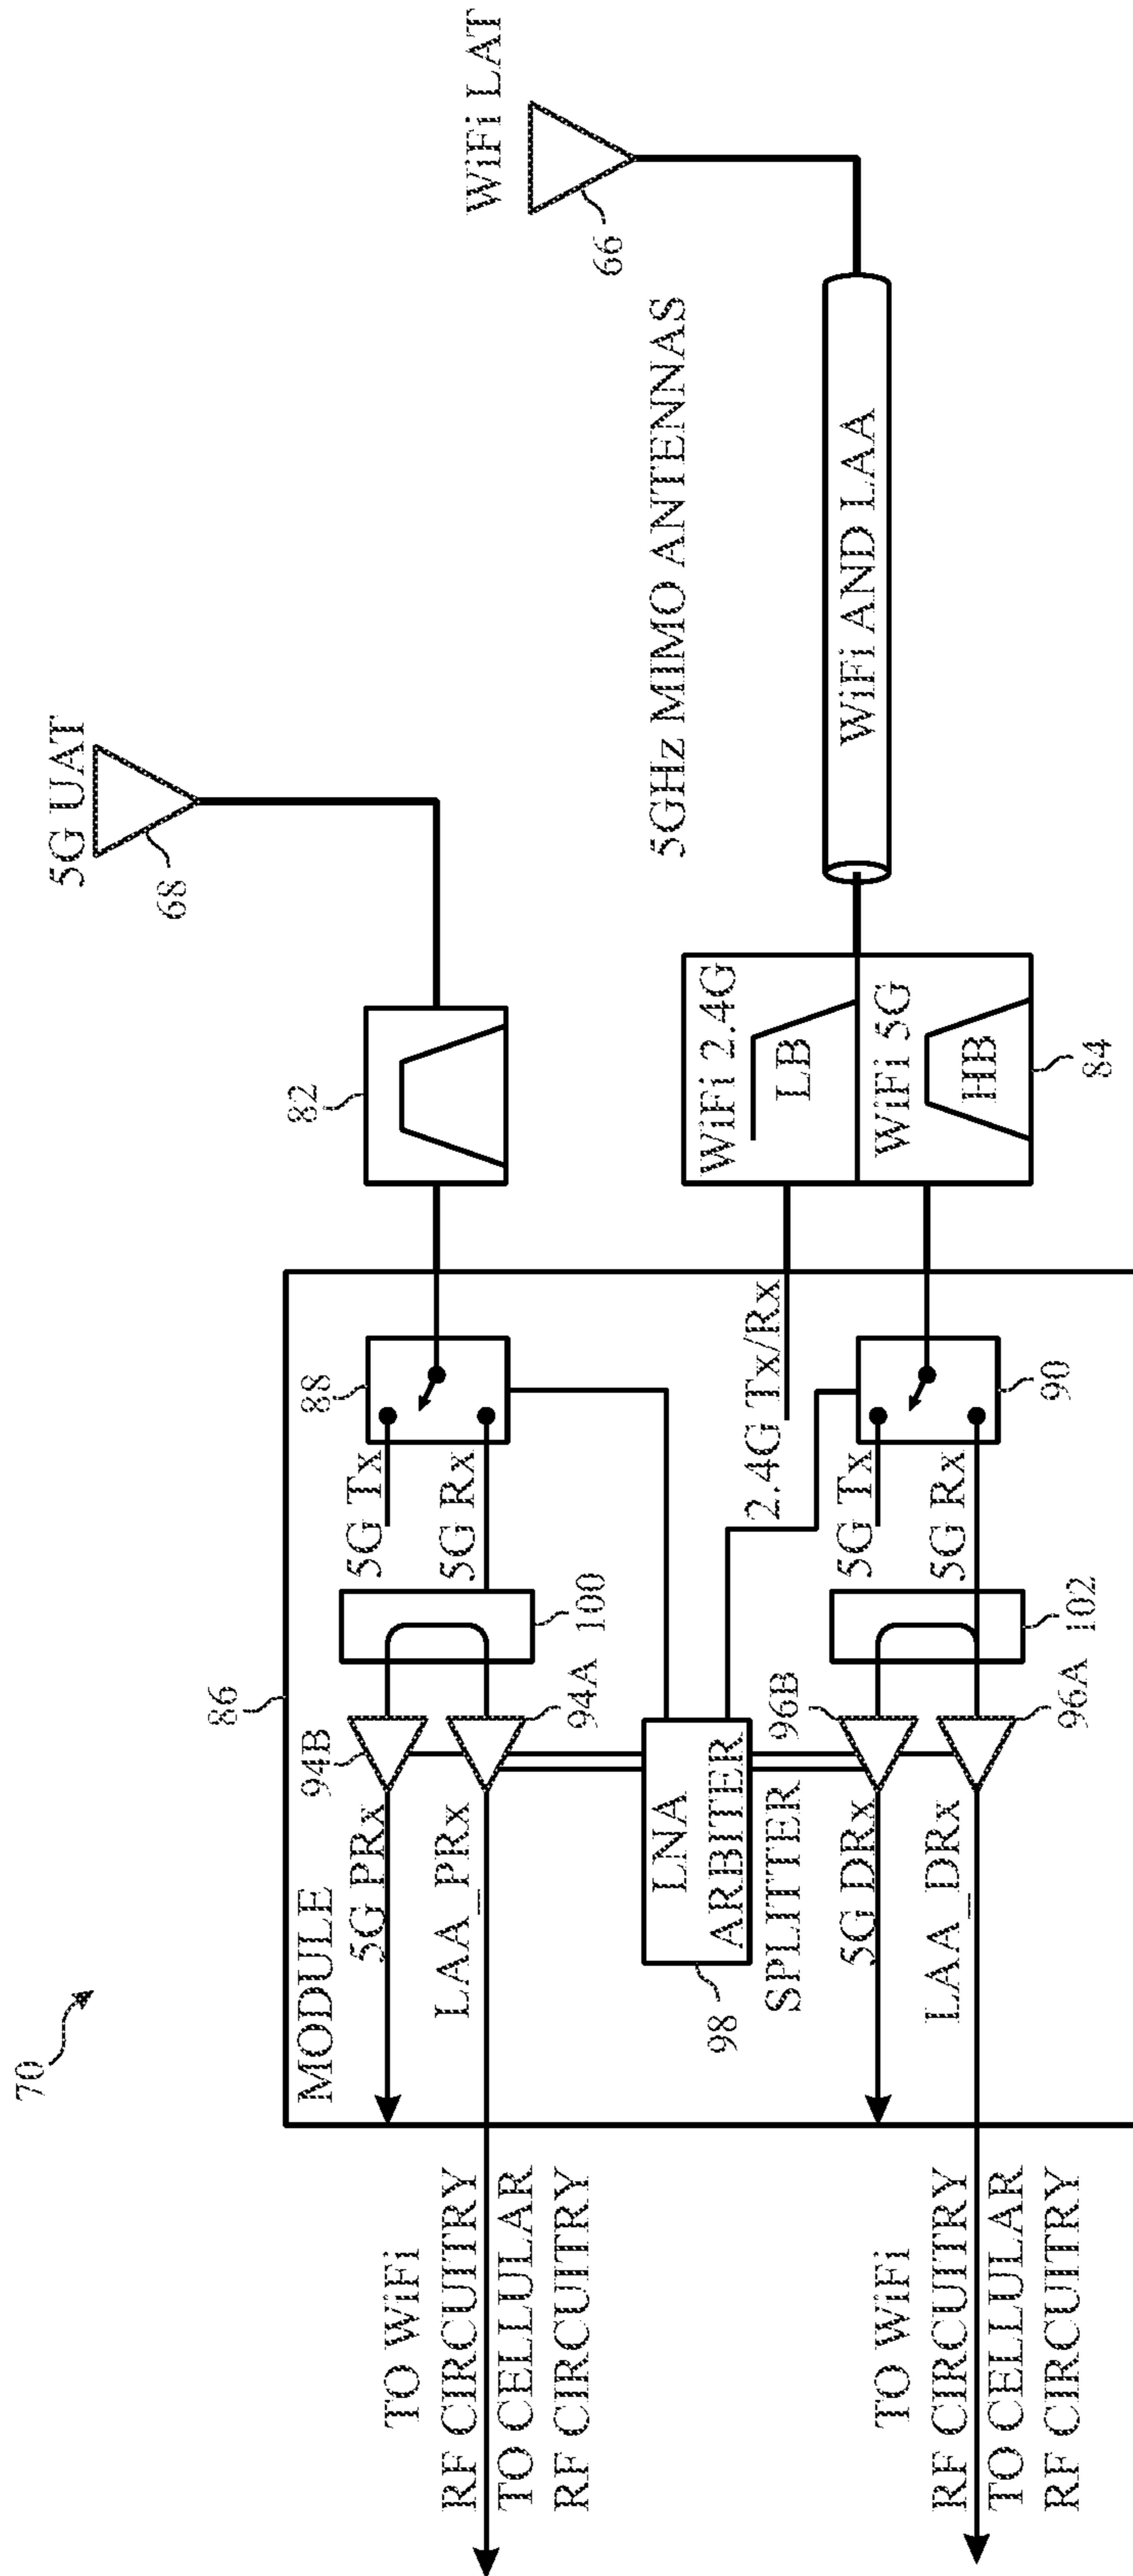 70
86
MODULE
TO WiFi
RF CIRCUITRY
TO CELLULAR
RF CIRCUITRY
5G PRx
LAA_PRx
94B
94A
100
5G Tx
5G Rx
88
82
5G UAT
68
98
LNA
ARBITER
SPLITTER
2.4G Tx/Rx
TO WiFi
RF CIRCUITRY
TO CELLULAR
RF CIRCUITRY
5G DRx
LAA_DRx
96B
96A
102
5G Tx
5G Rx
90
WiFi 2.4G
LB
WiFi 5G
HB
84
5GHz MIMO ANTENNAS
WiFi AND LAA
WiFi LAT
66